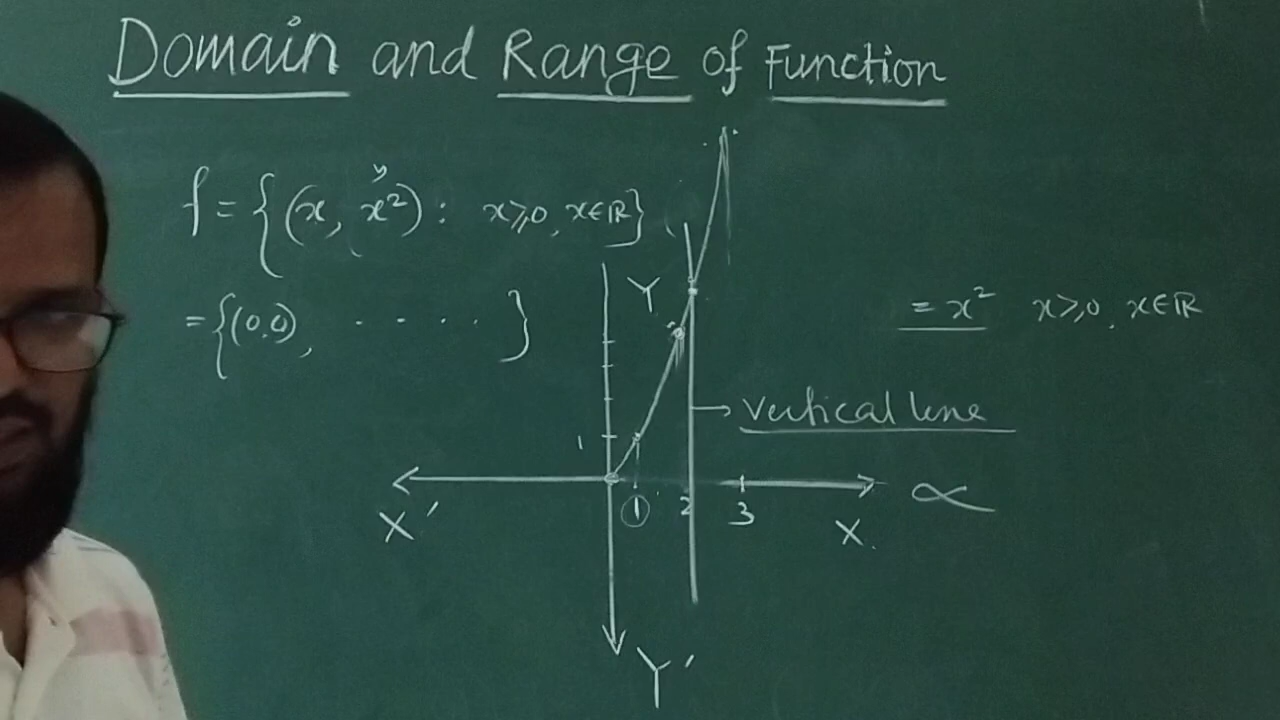 Domain and Range of Function
f = {(x, x²) : x ⩾ 0, x ∈ ℝ}
y
= {(0,0), . . . . }
= x² x ⩾ 0, x ∈ ℝ
Y
Vertical line
1
1 2 3
X' X
∝
Y'